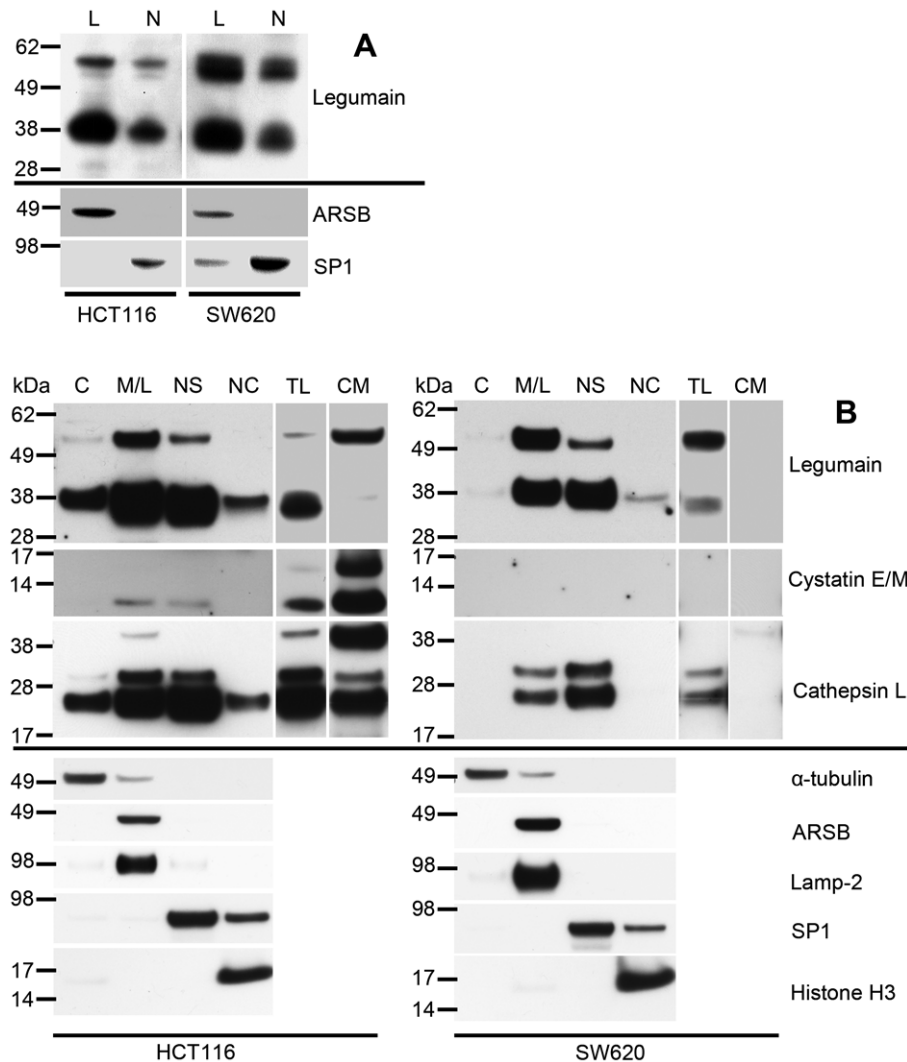 L N L N
A
62
49
38
28
Legumain
49
ARSB
98
SP1
HCT116 SW620
kDa C M/L NS NC TL CM kDa C M/L NS NC TL CM
B
62 62
49 49
Legumain
38 38
28 28
17 17
14 14
Cystatin E/M
38 38
28 28
Cathepsin L
17 17
49 49
α-tubulin
49 49
ARSB
98 98
Lamp-2
98 98
SP1
17 17
14 14
Histone H3
HCT116 SW620